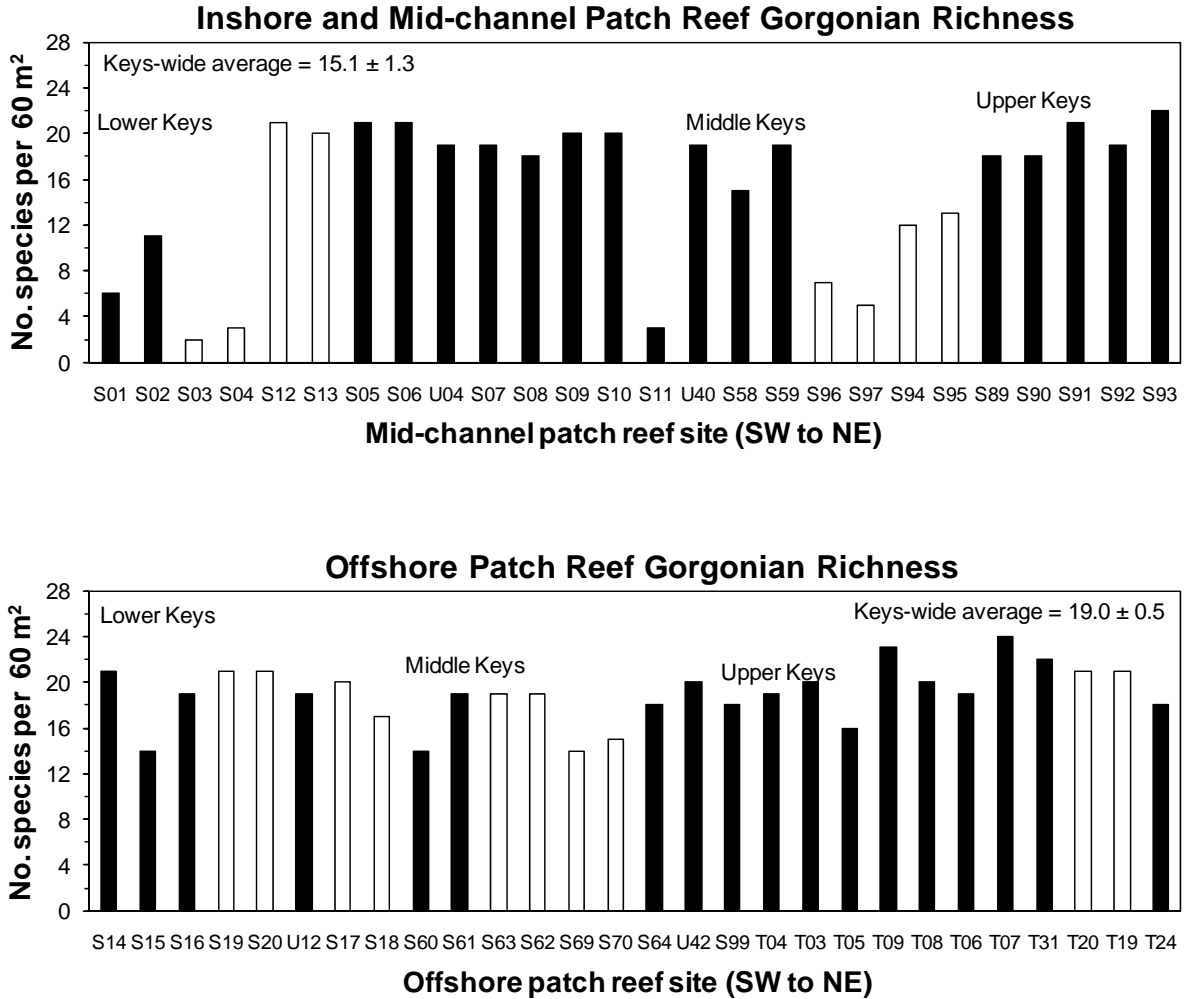 Inshore and Mid-channel Patch Reef Gorgonian Richness
No. species per 60 m²
28
24
20
16
12
8
4
0
Keys-wide average = 15.1 ± 1.3
Lower Keys
Middle Keys
Upper Keys
S01 S02 S03 S04 S12 S13 S05 S06 U04 S07 S08 S09 S10 S11 U40 S58 S59 S96 S97 S94 S95 S89 S90 S91 S92 S93
Mid-channel patch reef site (SW to NE)
Offshore Patch Reef Gorgonian Richness
No. species per 60 m²
28
24
20
16
12
8
4
0
Lower Keys
Keys-wide average = 19.0 ± 0.5
Middle Keys
Upper Keys
S14 S15 S16 S19 S20 U12 S17 S18 S60 S61 S63 S62 S69 S70 S64 U42 S99 T04 T03 T05 T09 T08 T06 T07 T31 T20 T19 T24
Offshore patch reef site (SW to NE)